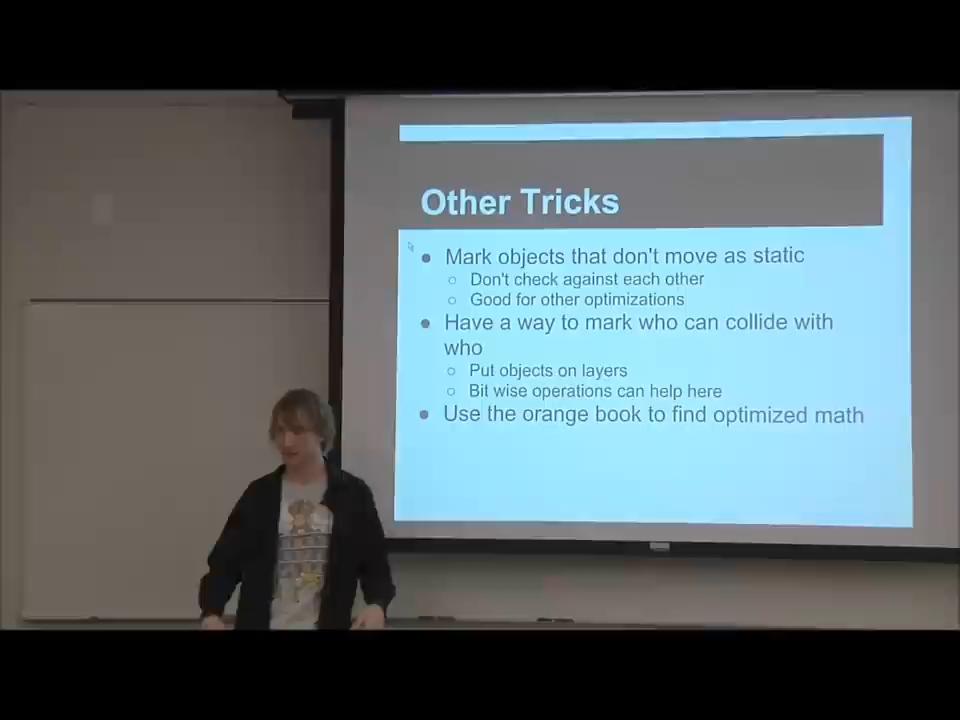 Other Tricks
● Mark objects that don't move as static
○ Don't check against each other
○ Good for other optimizations
● Have a way to mark who can collide with
who
○ Put objects on layers
○ Bit wise operations can help here
● Use the orange book to find optimized math